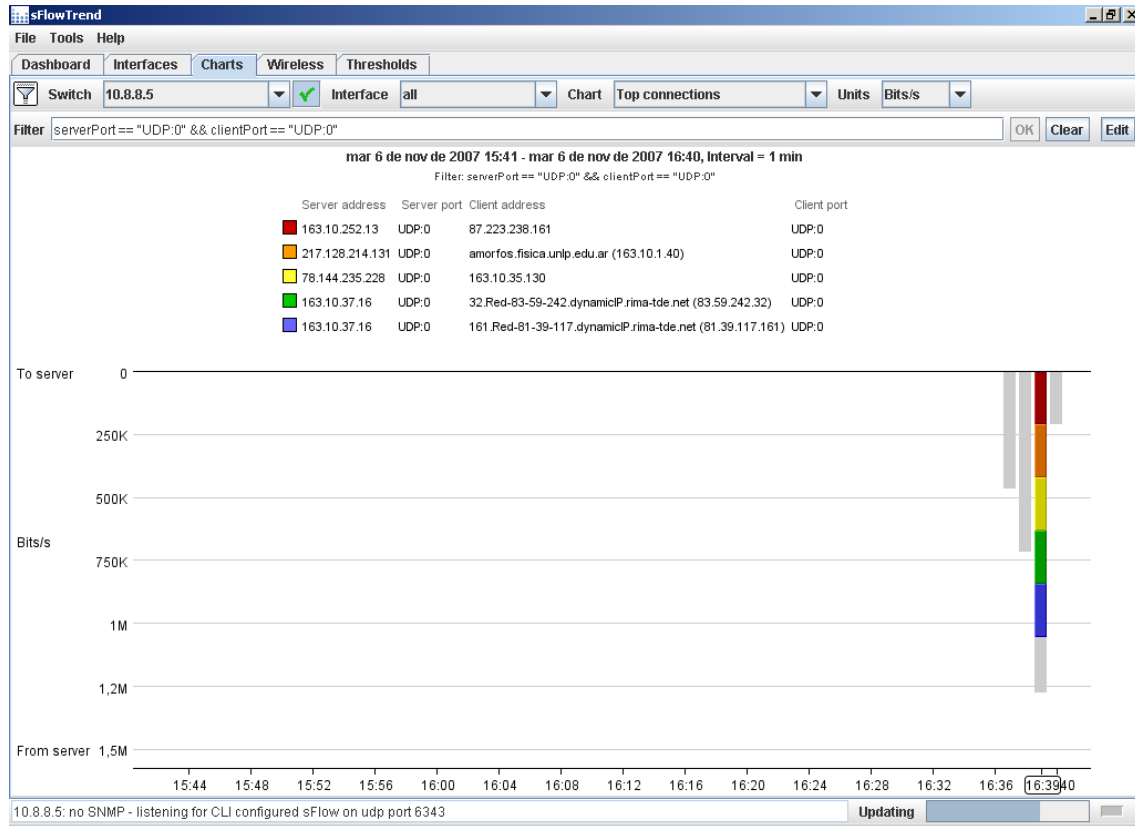 sFlowTrend
File Tools Help
Dashboard Interfaces Charts Wireless Thresholds
Switch 10.8.8.5 Interface all Chart Top connections Units Bits/s
Filter serverPort == "UDP:0" && clientPort == "UDP:0" OK Clear Edit
mar 6 de nov de 2007 15:41 - mar 6 de nov de 2007 16:40, Interval = 1 min
Filter: serverPort == "UDP:0" && clientPort == "UDP:0"
Server address Server port Client address Client port
163.10.252.13 UDP:0 87.223.238.161 UDP:0
217.128.214.131 UDP:0 amorfos.fisica.unlp.edu.ar (163.10.1.40) UDP:0
78.144.235.228 UDP:0 163.10.35.130 UDP:0
163.10.37.16 UDP:0 32.Red-83-59-242.dynamicIP.rima-tde.net (83.59.242.32) UDP:0
163.10.37.16 UDP:0 161.Red-81-39-117.dynamicIP.rima-tde.net (81.39.117.161) UDP:0
To server 0
250K
500K
Bits/s
750K
1M
1,2M
From server 1,5M
15:44 15:48 15:52 15:56 16:00 16:04 16:08 16:12 16:16 16:20 16:24 16:28 16:32 16:36 16:39 40
10.8.8.5: no SNMP - listening for CLI configured sFlow on udp port 6343 Updating